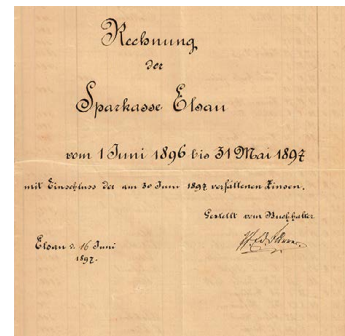 Rechnung
der
Sparkasse Elsau
vom 1 Juni 1896 bis 31 Mai 1897
mit Einschluss der am 30 Juni 1897 verfallenen Zinsen.
Gestellt vom Buchhalter
Elsau d. 16 Juni
1897.